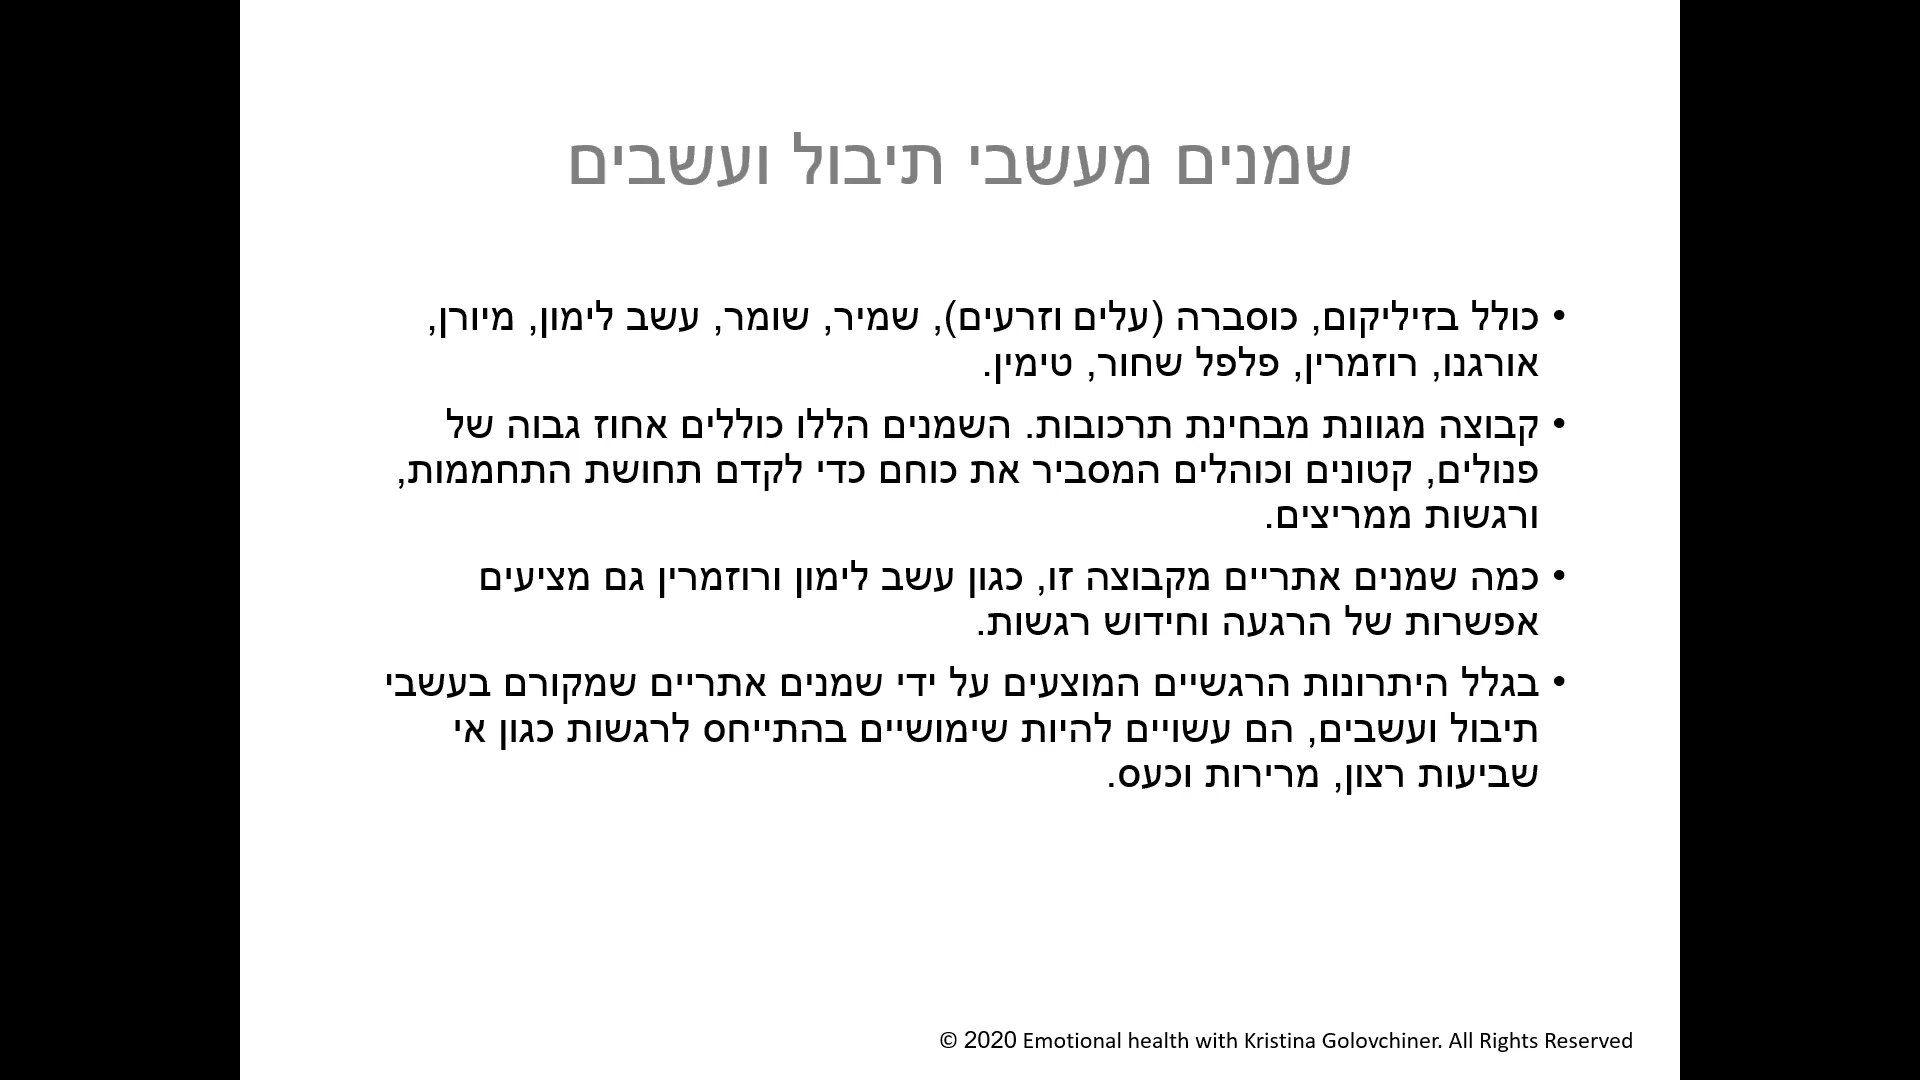 שמנים מעשבי תיבול ועשבים
• כולל בזיליקום, כוסברה (עלים וזרעים), שמיר, שומר, עשב לימון, מיורן,
אורגנו, רוזמרין, פלפל שחור, טימין.
• קבוצה מגוונת מבחינת תרכובות. השמנים הללו כוללים אחוז גבוה של
פנולים, קטונים וכוהלים המסביר את כוחם כדי לקדם תחושת התחממות,
ורגשות ממריצים.
• כמה שמנים אתריים מקבוצה זו, כגון עשב לימון ורוזמרין גם מציעים
אפשרות של הרגעה וחידוש רגשות.
• בגלל היתרונות הרגשיים המוצעים על ידי שמנים אתריים שמקורם בעשבי
תיבול ועשבים, הם עשויים להיות שימושיים בהתייחס לרגשות כגון אי
שביעות רצון, מרירות וכעס.
© 2020 Emotional health with Kristina Golovchiner. All Rights Reserved